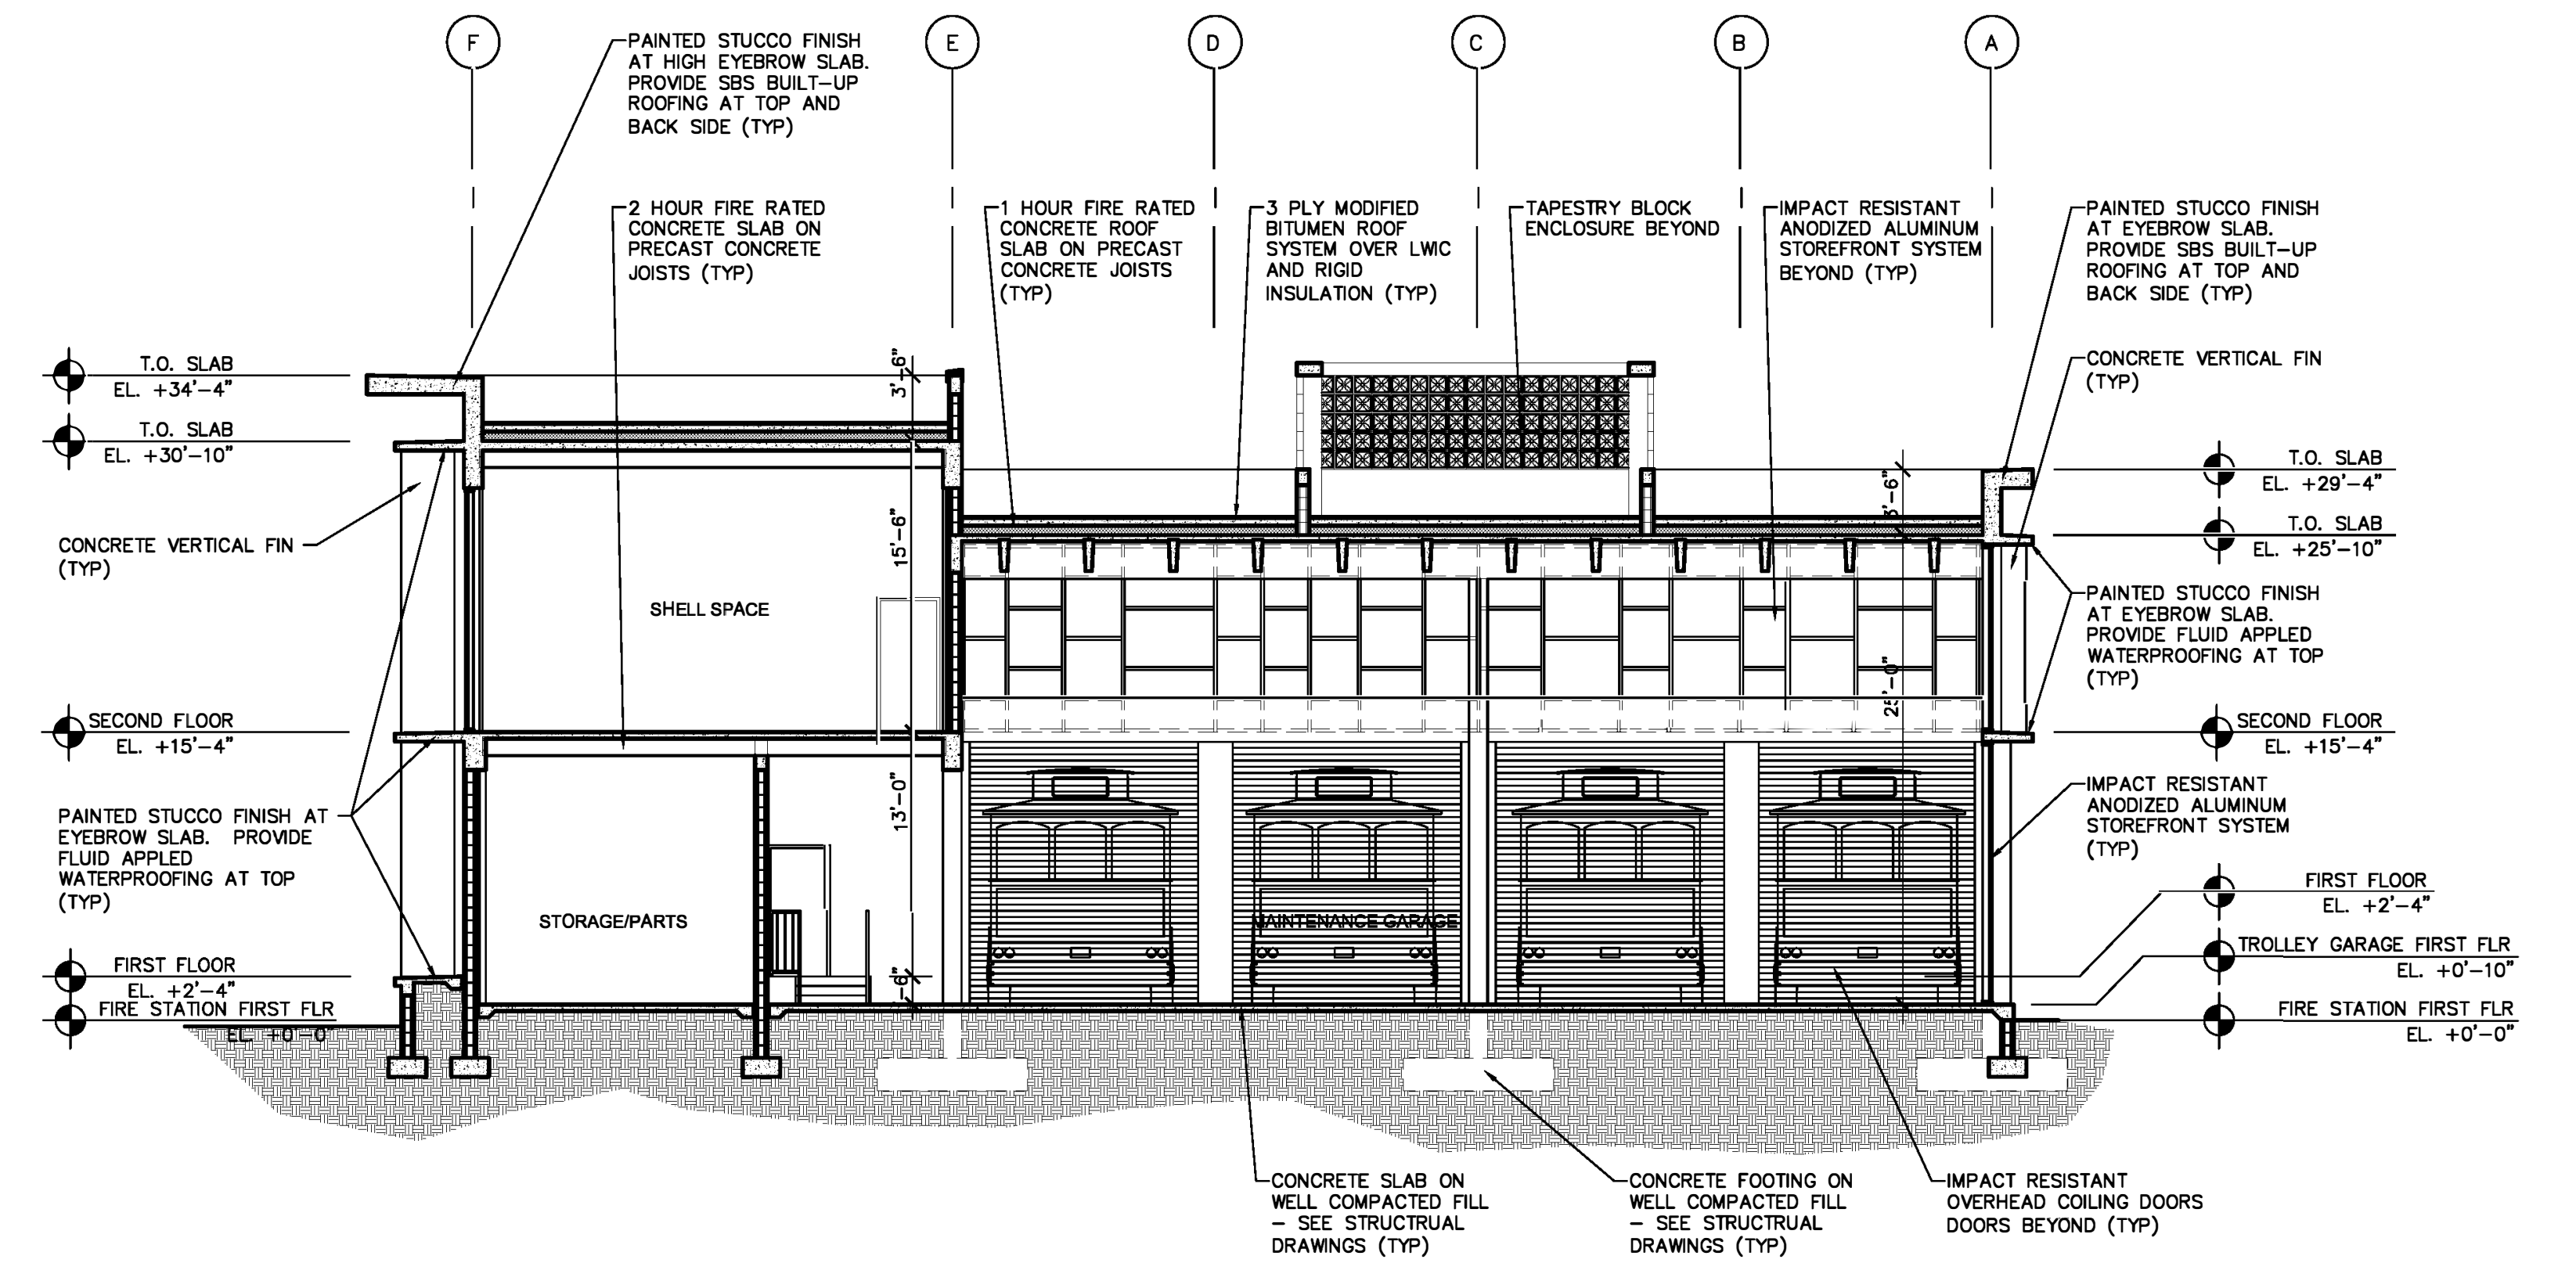 F
E
D
C
B
A
PAINTED STUCCO FINISH
AT HIGH EYEBROW SLAB.
PROVIDE SBS BUILT-UP
ROOFING AT TOP AND
BACK SIDE (TYP)
2 HOUR FIRE RATED
CONCRETE SLAB ON
PRECAST CONCRETE
JOISTS (TYP)
1 HOUR FIRE RATED
CONCRETE ROOF
SLAB ON PRECAST
CONCRETE JOISTS
(TYP)
3 PLY MODIFIED
BITUMEN ROOF
SYSTEM OVER LWIC
AND RIGID
INSULATION (TYP)
TAPESTRY BLOCK
ENCLOSURE BEYOND
IMPACT RESISTANT
ANODIZED ALUMINUM
STOREFRONT SYSTEM
BEYOND (TYP)
PAINTED STUCCO FINISH
AT EYEBROW SLAB.
PROVIDE SBS BUILT-UP
ROOFING AT TOP AND
BACK SIDE (TYP)
CONCRETE VERTICAL FIN
(TYP)
T.O. SLAB
EL. +34'-4"
T.O. SLAB
EL. +30'-10"
CONCRETE VERTICAL FIN
(TYP)
SECOND FLOOR
EL. +15'-4"
PAINTED STUCCO FINISH AT
EYEBROW SLAB. PROVIDE
FLUID APPLED
WATERPROOFING AT TOP
(TYP)
FIRST FLOOR
EL. +2'-4"
FIRE STATION FIRST FLR
EL. +0'-0"
3'-6"
15'-6"
13'-0"
SHELL SPACE
STORAGE/PARTS
MAINTENANCE GARAGE
3'-6"
25'-0"
T.O. SLAB
EL. +29'-4"
T.O. SLAB
EL. +25'-10"
PAINTED STUCCO FINISH
AT EYEBROW SLAB.
PROVIDE FLUID APPLED
WATERPROOFING AT TOP
(TYP)
SECOND FLOOR
EL. +15'-4"
IMPACT RESISTANT
ANODIZED ALUMINUM
STOREFRONT SYSTEM
(TYP)
FIRST FLOOR
EL. +2'-4"
TROLLEY GARAGE FIRST FLR
EL. +0'-10"
FIRE STATION FIRST FLR
EL. +0'-0"
CONCRETE SLAB ON
WELL COMPACTED FILL
- SEE STRUCTRUAL
DRAWINGS (TYP)
CONCRETE FOOTING ON
WELL COMPACTED FILL
- SEE STRUCTRUAL
DRAWINGS (TYP)
IMPACT RESISTANT
OVERHEAD COILING DOORS
DOORS BEYOND (TYP)